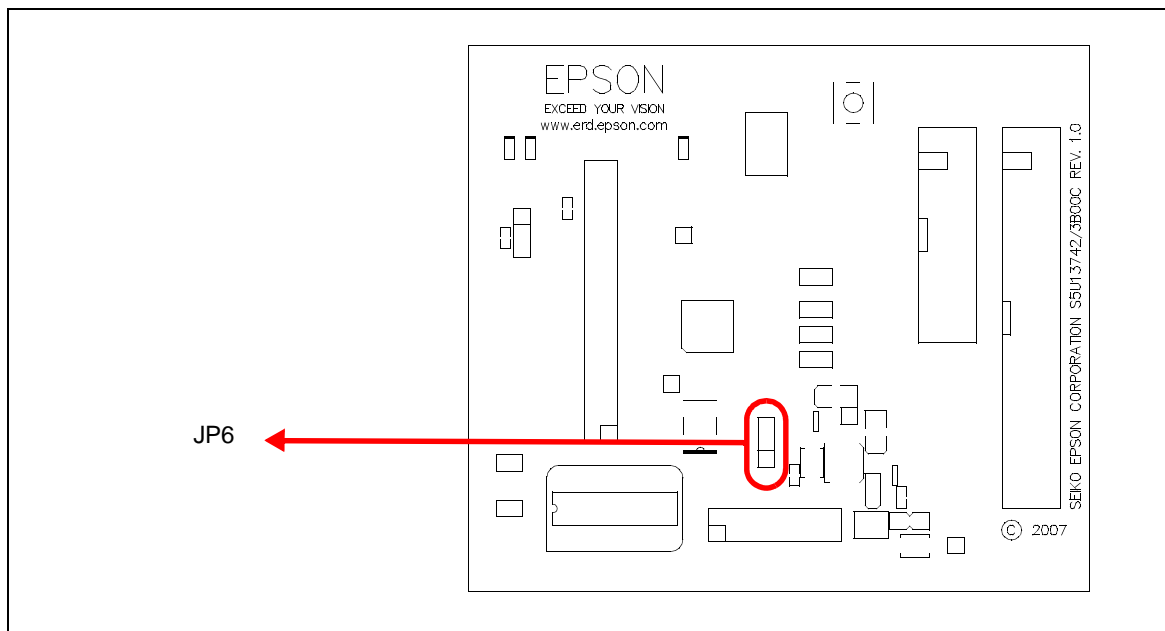 EPSON
EXCEED YOUR VISION
www.erd.epson.com
SEIKO EPSON CORPORATION S5U13742/3B00C REV. 1.0
JP6
© 2007